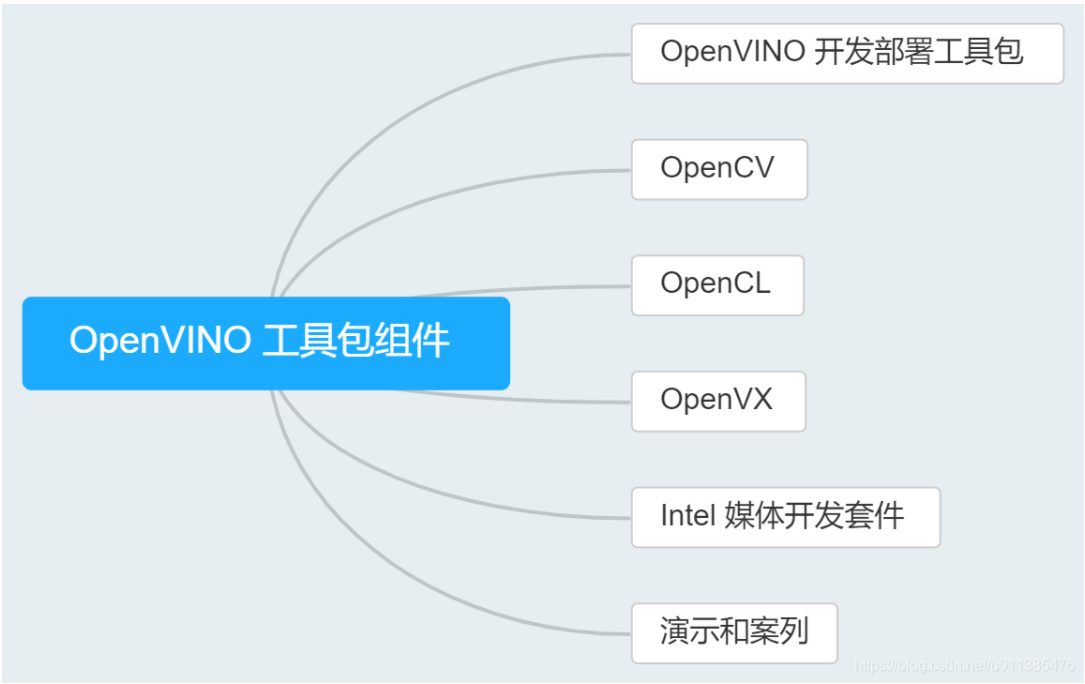 OpenVINO 开发部署工具包
OpenCV
OpenCL
OpenVINO 工具包组件
OpenVX
Intel 媒体开发套件
演示和案列
https://blog.csdn.net/u011385476